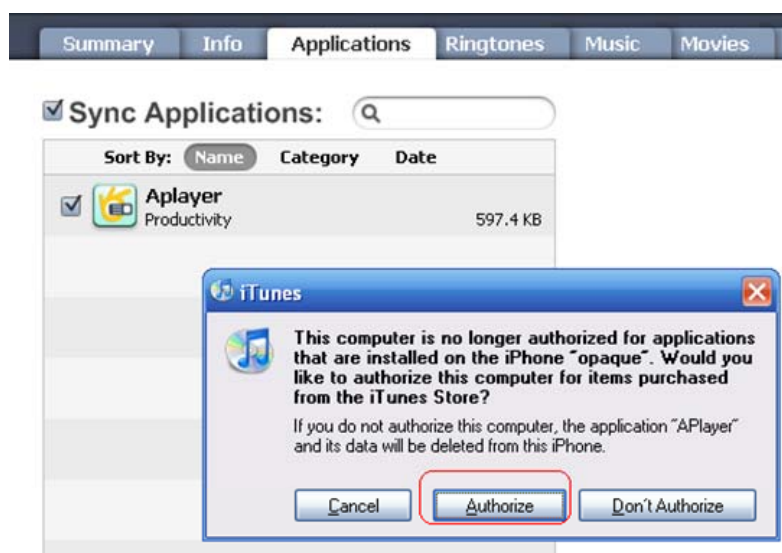 Summary Info Applications Ringtones Music Movies
Sync Applications:
Sort By: Name Category Date
Aplayer
Productivity 597.4 KB
iTunes
This computer is no longer authorized for applications
that are installed on the iPhone "opaque". Would you
like to authorize this computer for items purchased
from the iTunes Store?
If you do not authorize this computer, the application "APlayer"
and its data will be deleted from this iPhone.
Cancel Authorize Don't Authorize